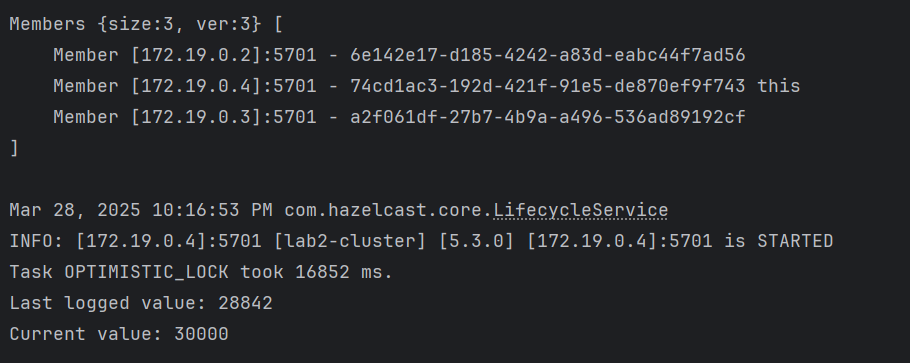 Members {size:3, ver:3} [
    Member [172.19.0.2]:5701 - 6e142e17-d185-4242-a83d-eabc44f7ad56
    Member [172.19.0.4]:5701 - 74cd1ac3-192d-421f-91e5-de870ef9f743 this
    Member [172.19.0.3]:5701 - a2f061df-27b7-4b9a-a496-536ad89192cf
]
Mar 28, 2025 10:16:53 PM com.hazelcast.core.LifecycleService
INFO: [172.19.0.4]:5701 [lab2-cluster] [5.3.0] [172.19.0.4]:5701 is STARTED
Task OPTIMISTIC_LOCK took 16852 ms.
Last logged value: 28842
Current value: 30000